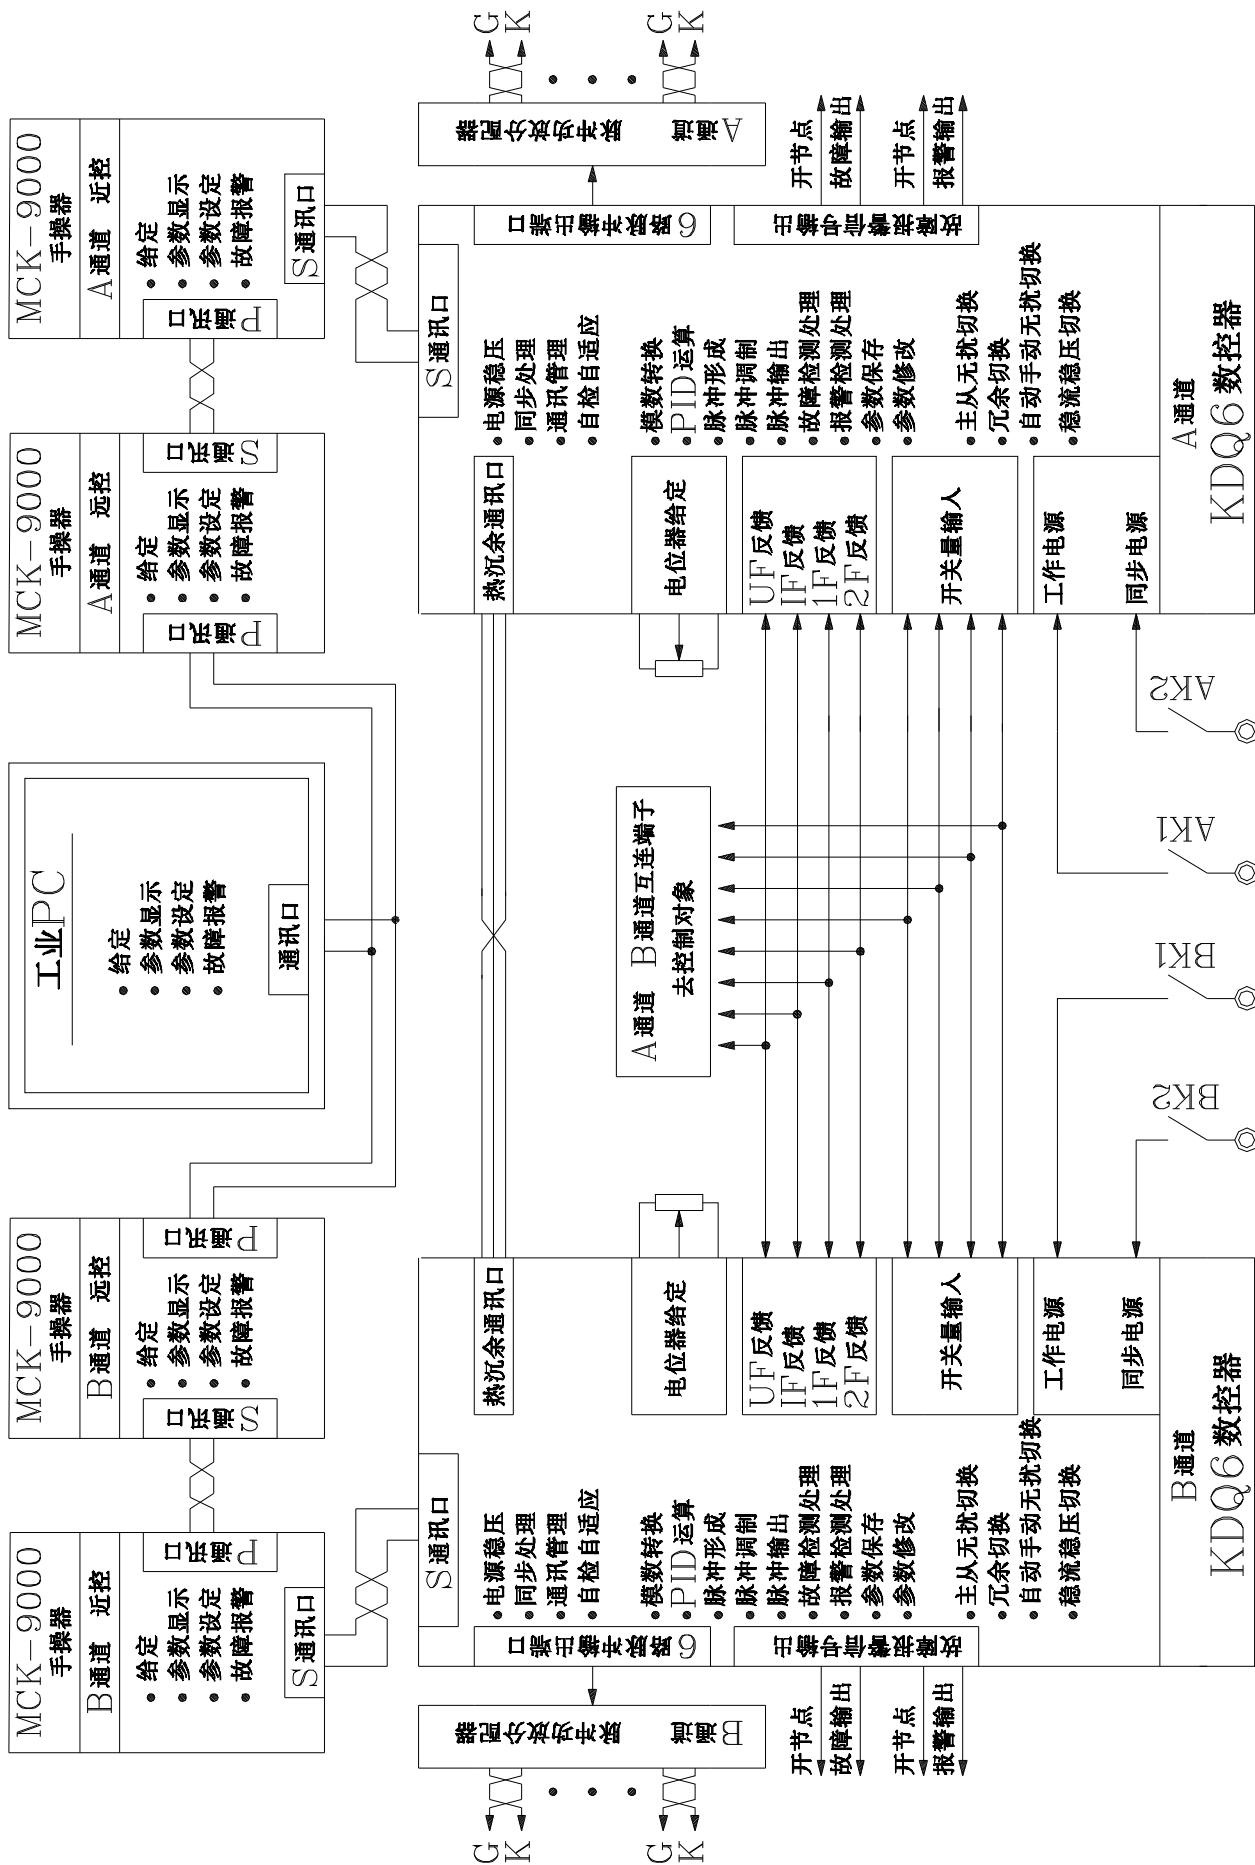 MCK-9000
手操器
B通道 近控
给定
参数显示
参数设定
故障报警
P通讯口
S通讯口
MCK-9000
手操器
B通道 远控
S通讯口
给定
参数显示
参数设定
故障报警
P通讯口
工业PC
给定
参数显示
参数设定
故障报警
通讯口
MCK-9000
手操器
A通道 远控
P通讯口
给定
参数显示
参数设定
故障报警
S通讯口
MCK-9000
手操器
A通道 近控
P通讯口
给定
参数显示
参数设定
故障报警
S通讯口
G
K
G
K
B通道
脉冲功放分配器
开节点
故障输出
开节点
报警输出
6路脉冲输出端口
故障报警信号输出
S通讯口
电源稳压
同步处理
通讯管理
自检自适应
模数转换
PID运算
脉冲形成
脉冲调制
脉冲输出
故障检测处理
报警检测处理
参数保存
参数修改
主从无扰切换
冗余切换
自动手动无扰切换
稳流稳压切换
热沉余通讯口
电位器给定
UF反馈
IF反馈
1F反馈
2F反馈
开关量输入
工作电源
同步电源
B通道
KDQ6数控器
A通道 B通道互连端子
去控制对象
BK2
BK1
AK1
AK2
热沉余通讯口
电位器给定
UF反馈
IF反馈
1F反馈
2F反馈
开关量输入
工作电源
同步电源
S通讯口
电源稳压
同步处理
通讯管理
自检自适应
模数转换
PID运算
脉冲形成
脉冲调制
脉冲输出
故障检测处理
报警检测处理
参数保存
参数修改
主从无扰切换
冗余切换
自动手动无扰切换
稳流稳压切换
A通道
KDQ6数控器
6路脉冲输出端口
故障报警信号输出
A通道
脉冲功放分配器
开节点
故障输出
开节点
报警输出
G
K
G
K